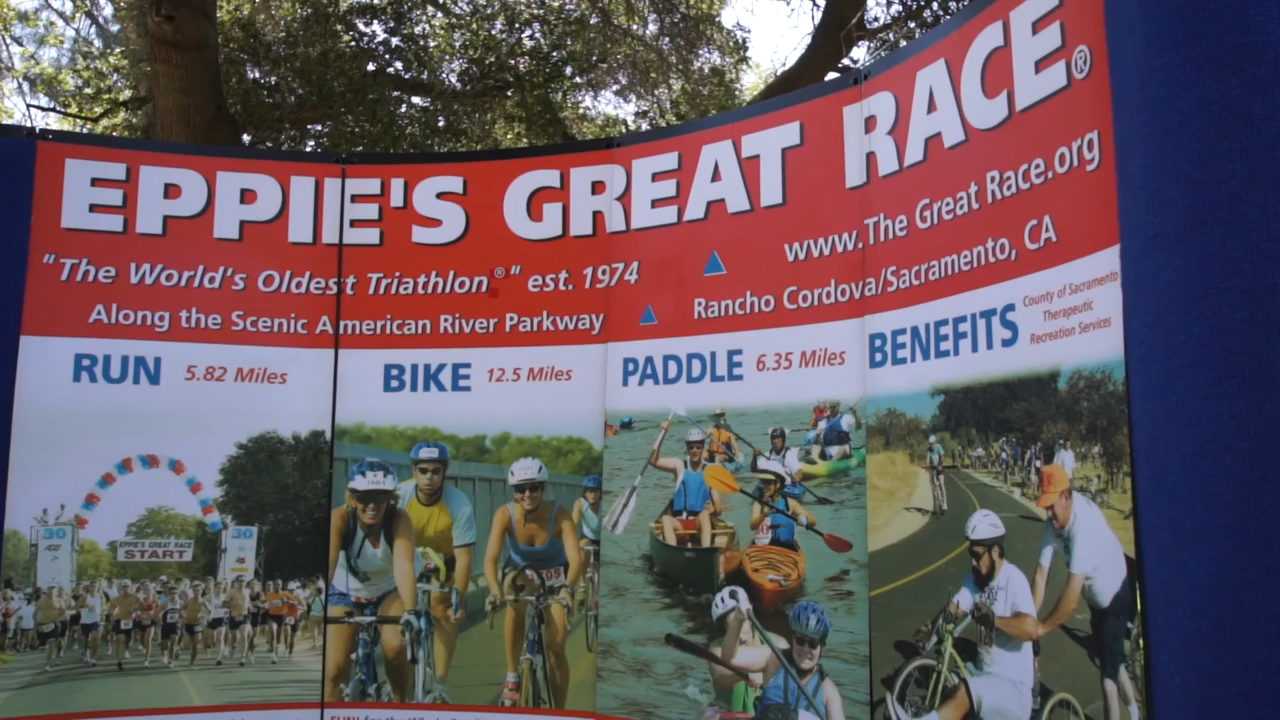 EPPIE'S GREAT RACE®
"The World's Oldest Triathlon®" est. 1974
www.The Great Race.org
Along the Scenic American River Parkway
Rancho Cordova/Sacramento, CA
RUN 5.82 Miles
BIKE 12.5 Miles
PADDLE 6.35 Miles
BENEFITS
County of Sacramento
Therapeutic
Recreation Services
30
30
EPPIE'S GREAT RACE
START